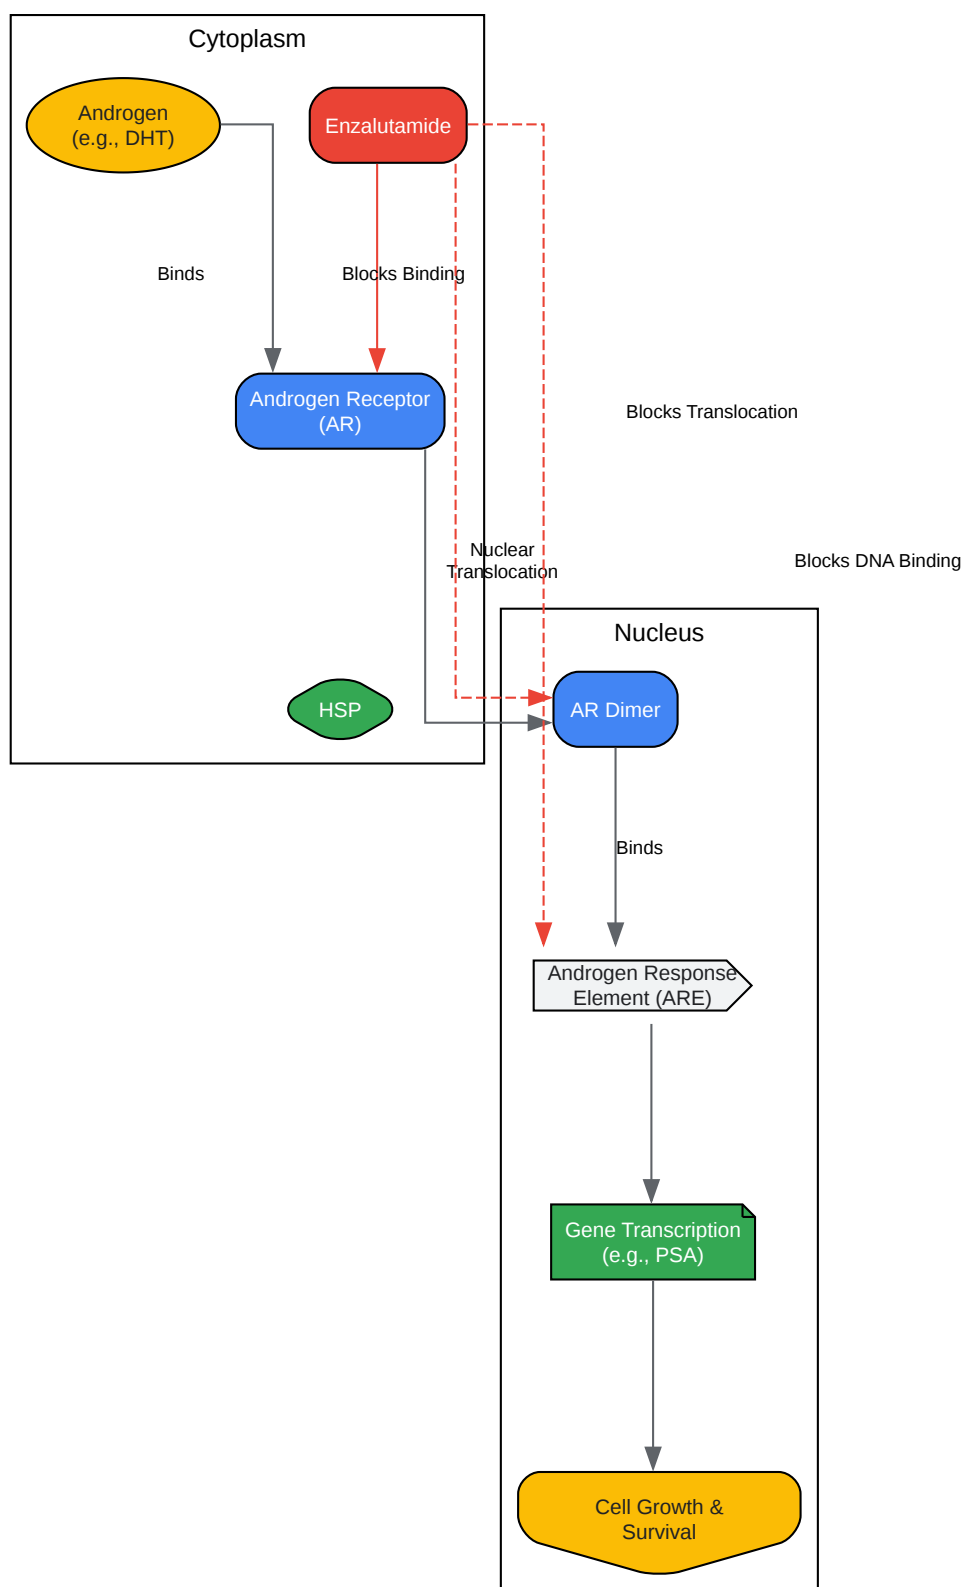 Cytoplasm
Androgen
(e.g., DHT)
Enzalutamide
Binds
Blocks Binding
Androgen Receptor
(AR)
Blocks Translocation
Nuclear
Translocation
Blocks DNA Binding
Nucleus
HSP
AR Dimer
Binds
Androgen Response
Element (ARE)
Gene Transcription
(e.g., PSA)
Cell Growth &
Survival